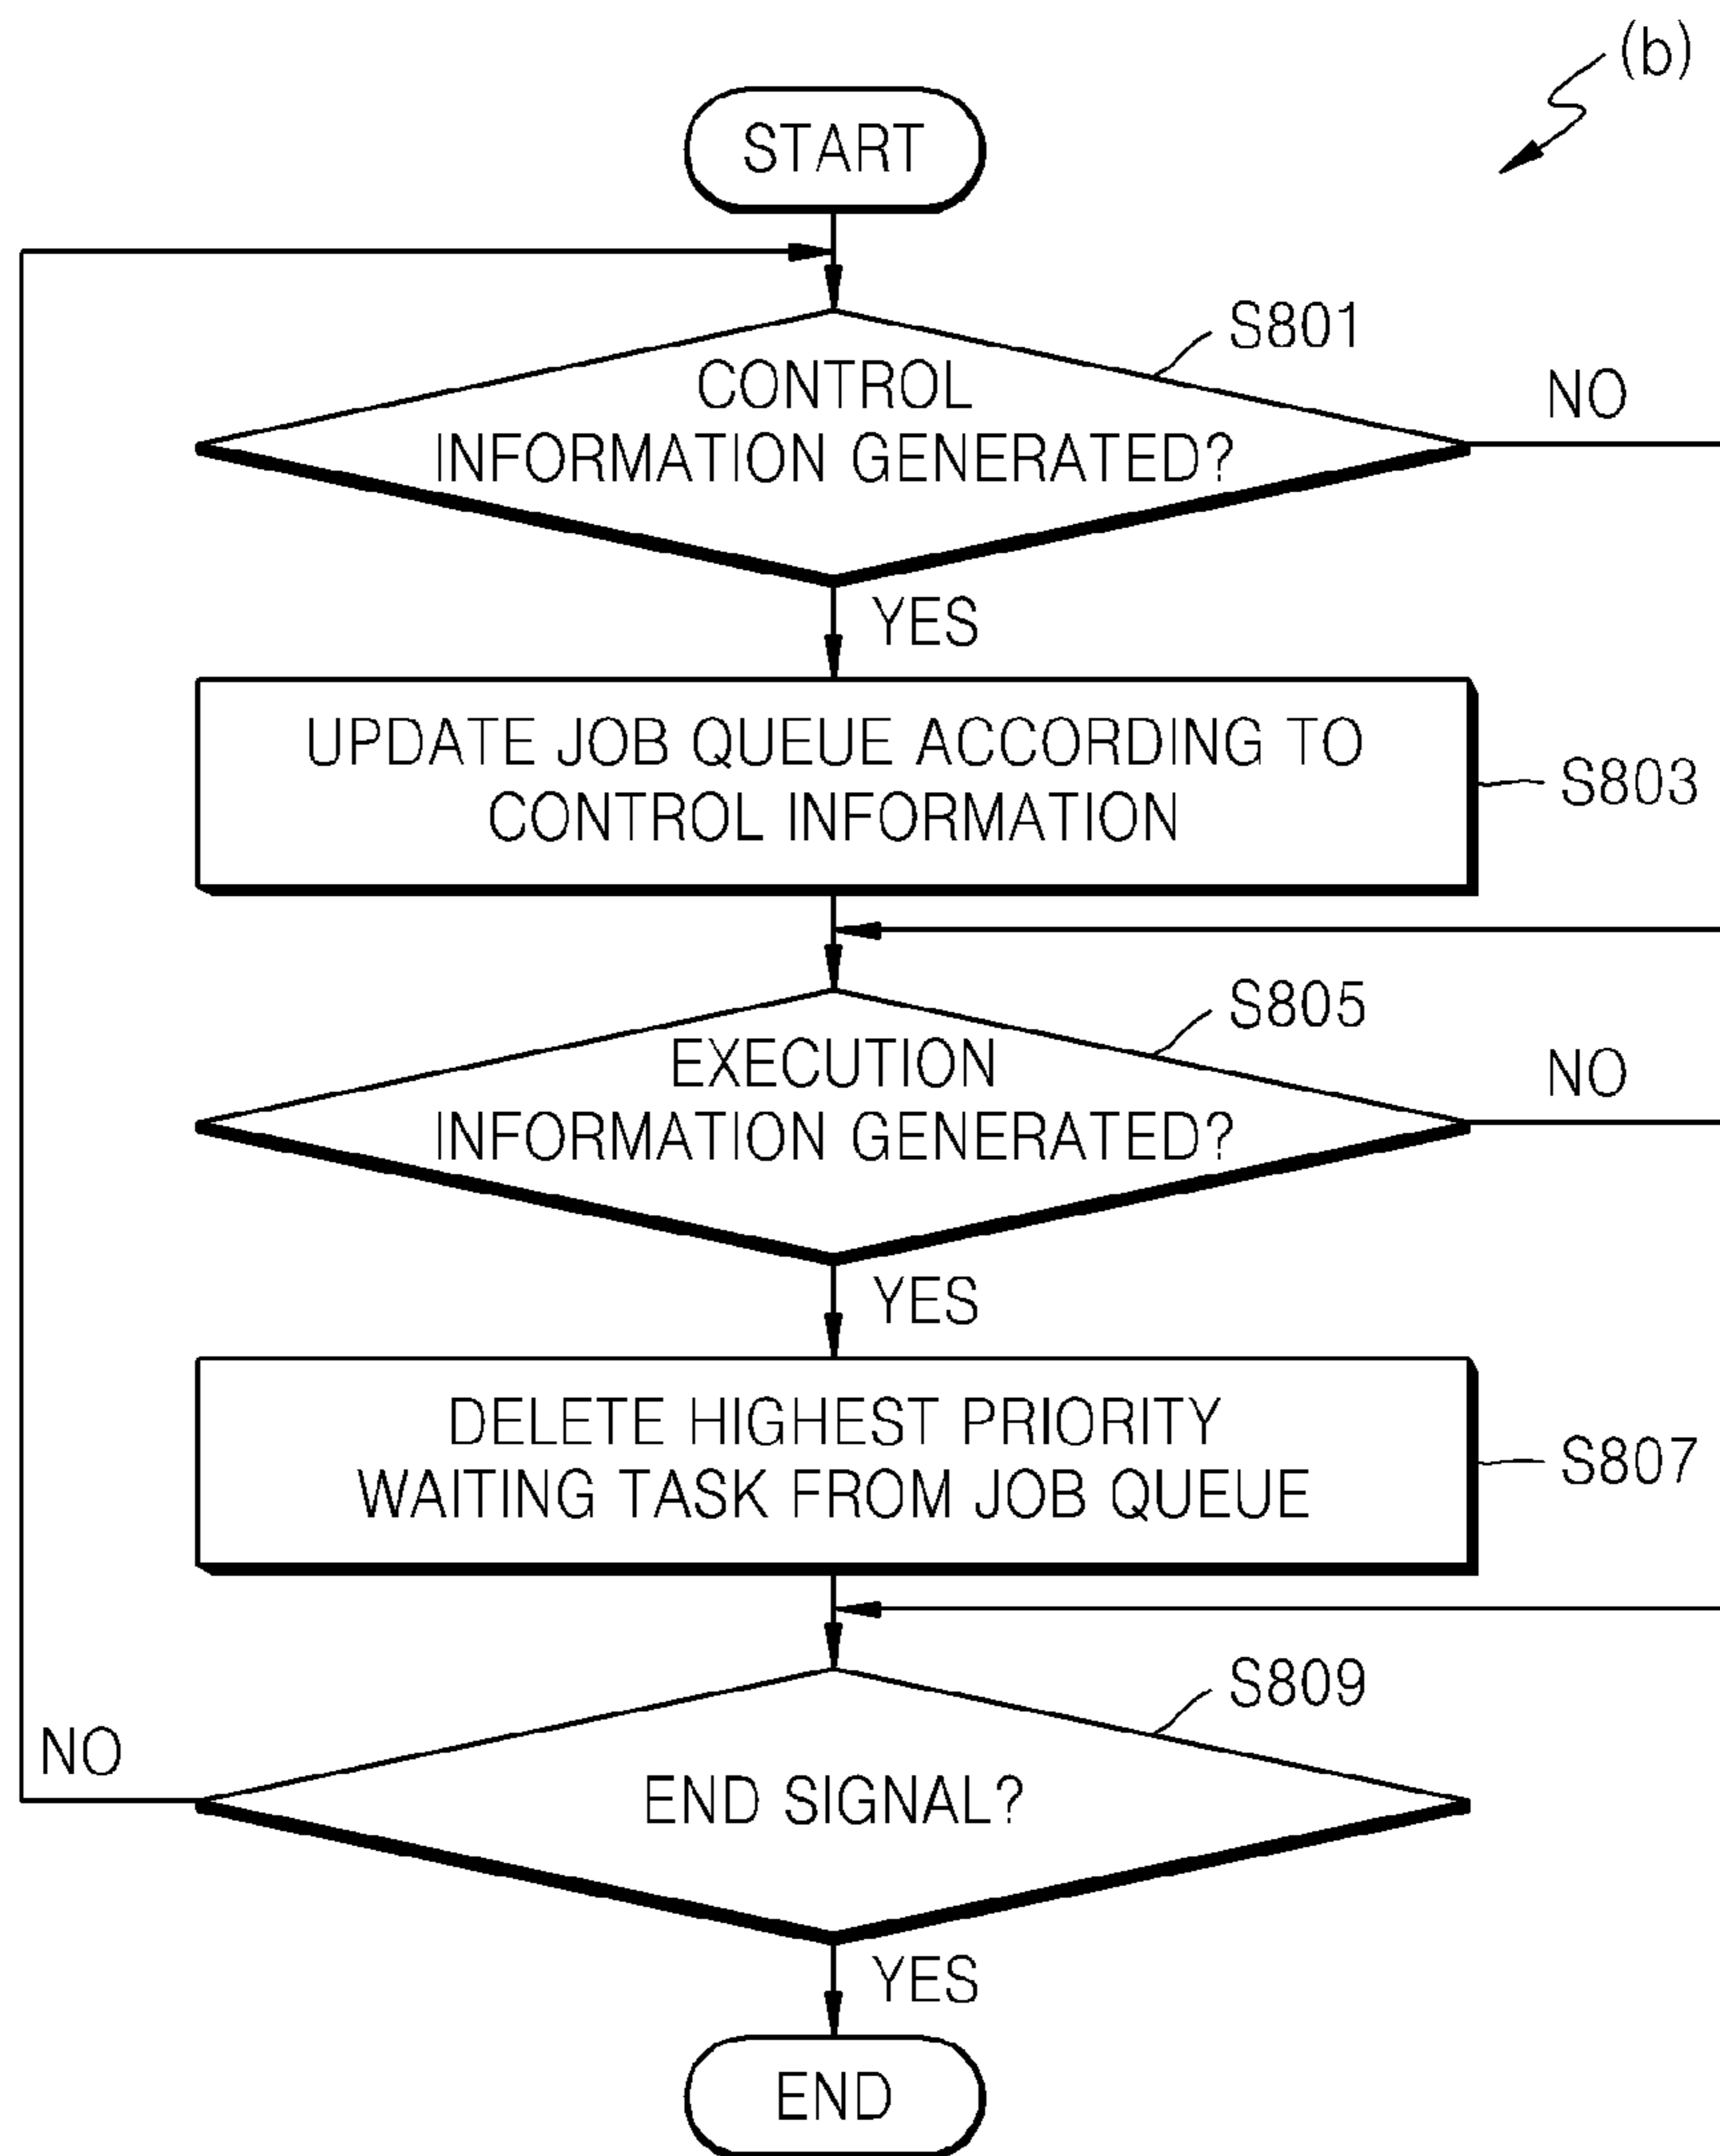 (b)
START
S801
CONTROL
INFORMATION GENERATED?
NO
YES
UPDATE JOB QUEUE ACCORDING TO
CONTROL INFORMATION
S803
S805
EXECUTION
INFORMATION GENERATED?
NO
YES
DELETE HIGHEST PRIORITY
WAITING TASK FROM JOB QUEUE
S807
S809
NO
END SIGNAL?
YES
END